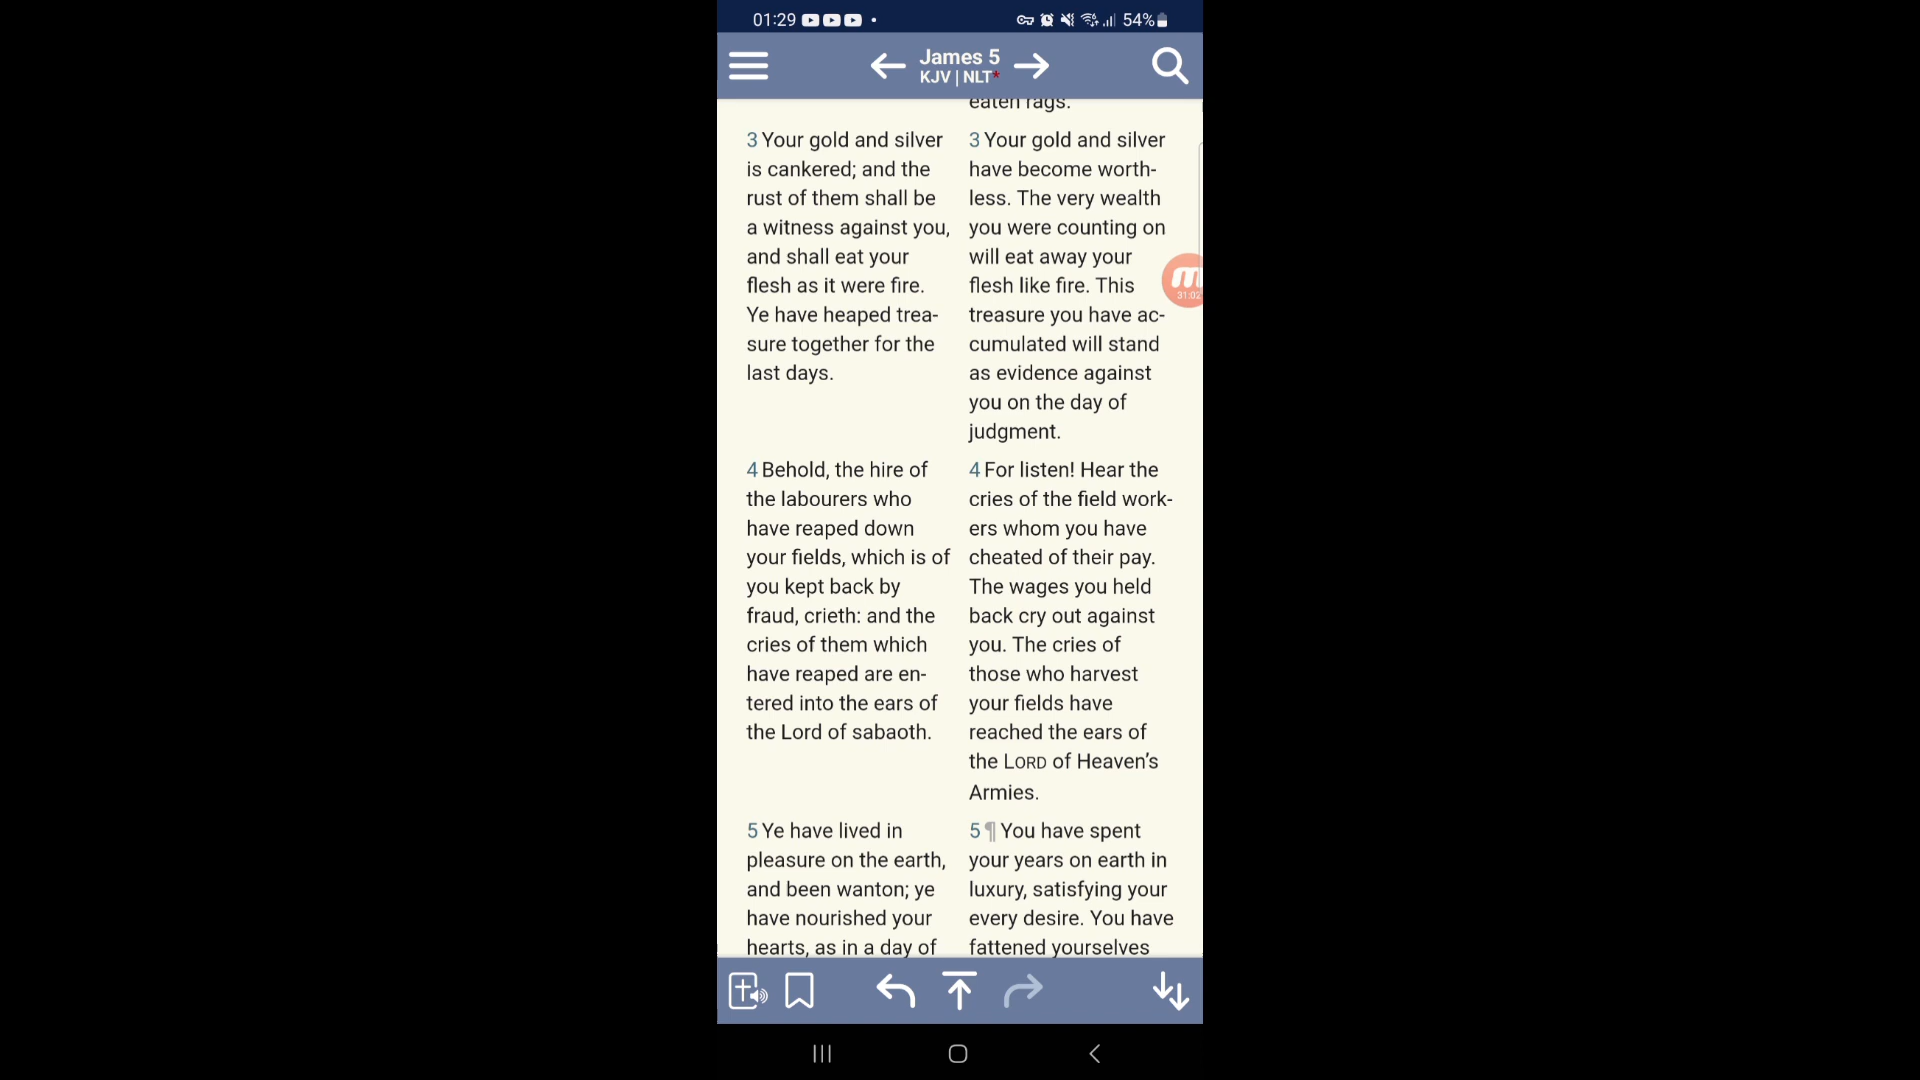 01:29
54%
James 5
KJV | NLT*
eaten rags.
3 Your gold and silver
is cankered; and the
rust of them shall be
a witness against you,
and shall eat your
flesh as it were fire.
Ye have heaped trea-
sure together for the
last days.
3 Your gold and silver
have become worth-
less. The very wealth
you were counting on
will eat away your
flesh like fire. This
treasure you have ac-
cumulated will stand
as evidence against
you on the day of
judgment.
31:02
4 Behold, the hire of
the labourers who
have reaped down
your fields, which is of
you kept back by
fraud, crieth: and the
cries of them which
have reaped are en-
tered into the ears of
the Lord of sabaoth.
4 For listen! Hear the
cries of the field work-
ers whom you have
cheated of their pay.
The wages you held
back cry out against
you. The cries of
those who harvest
your fields have
reached the ears of
the LORD of Heaven’s
Armies.
5 Ye have lived in
pleasure on the earth,
and been wanton; ye
have nourished your
hearts, as in a day of
5 ¶ You have spent
your years on earth in
luxury, satisfying your
every desire. You have
fattened yourselves